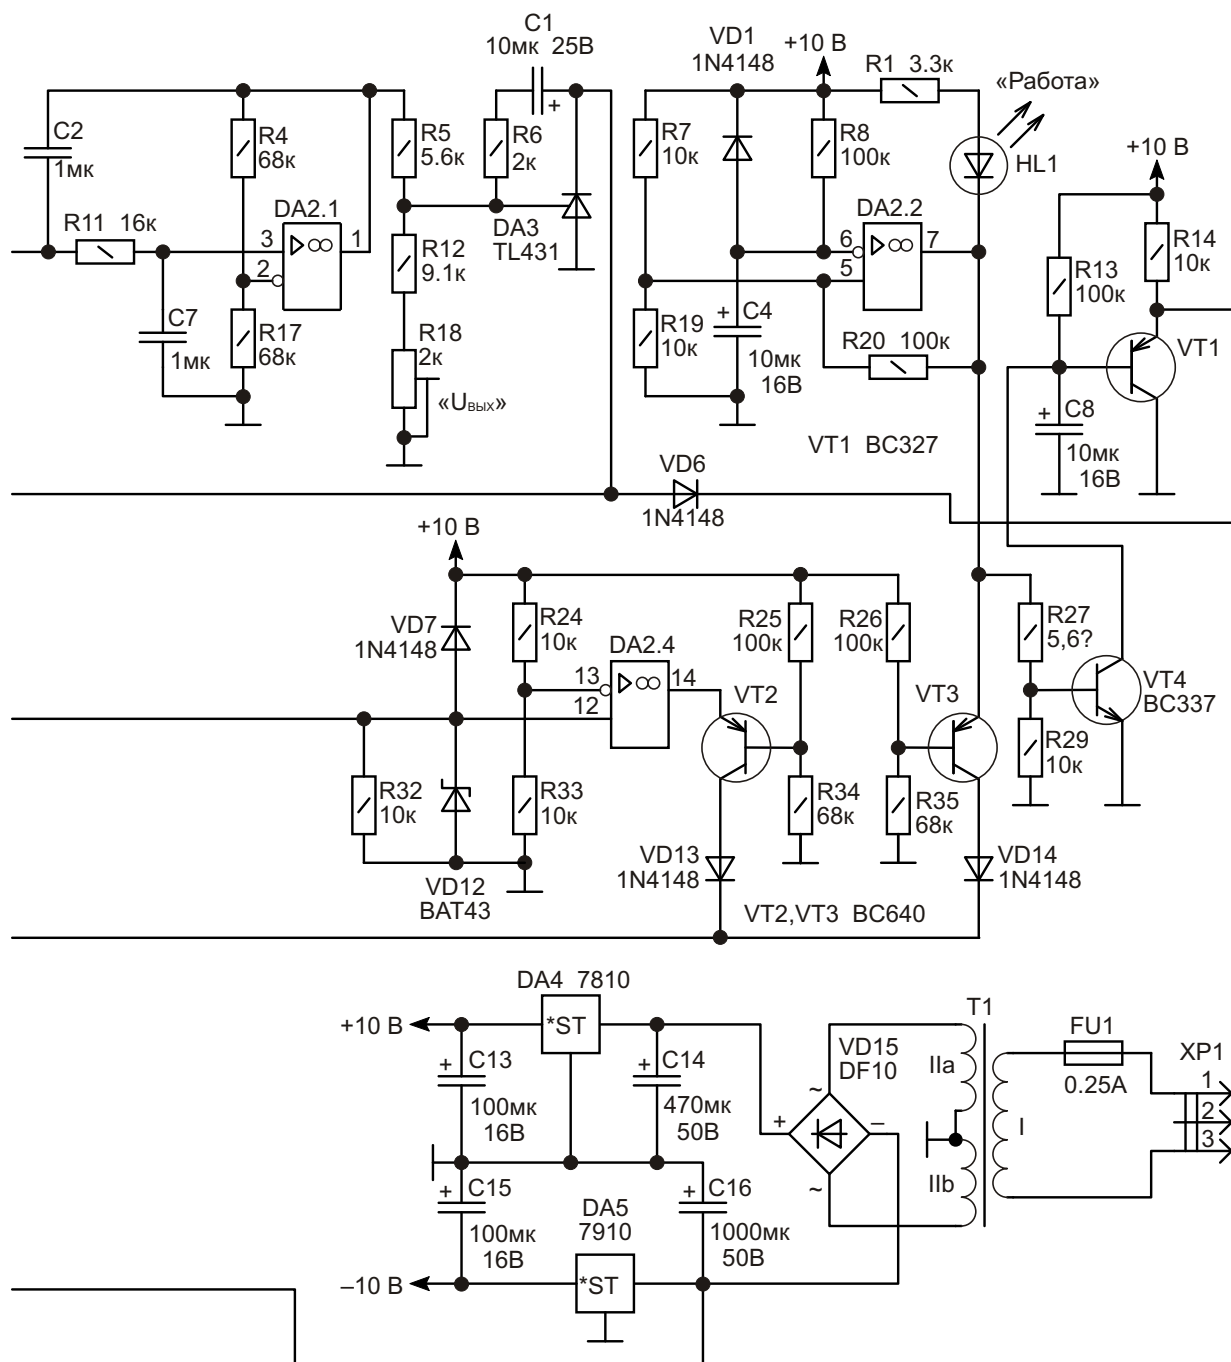 C1
10мк 25В
VD1
1N4148
+10 В
R1 3.3к
«Работа»
HL1
C2
1мк
R4
68к
R5
5.6к
R6
2к
R7
10к
R8
100к
+10 В
R11 16к
DA2.1
3
2
1
▷∞
R12
9.1к
DA3
TL431
DA2.2
6
5
7
▷∞
R13
100к
R14
10к
C7
1мк
R17
68к
R18
2к
«Uвых»
R19
10к
+
C4
10мк
16В
R20 100к
VT1
+
C8
10мк
16В
VT1 BC327
VD6
1N4148
+10 В
VD7
1N4148
R24
10к
DA2.4
13
12
14
▷∞
R25
100к
R26
100к
R27
5,6?
VT2
VT3
VT4
BC337
R29
10к
R32
10к
R33
10к
R34
68к
R35
68к
VD12
BAT43
VD13
1N4148
VD14
1N4148
VT2,VT3 BC640
DA4 7810
+10 В
*ST
+
C13
100мк
16В
+
C14
470мк
50В
VD15
DF10
~
+
–
~
T1
IIa
IIb
I
FU1
0.25A
XP1
1
2
3
+
C15
100мк
16В
DA5
7910
+
C16
1000мк
50В
–10 В
*ST